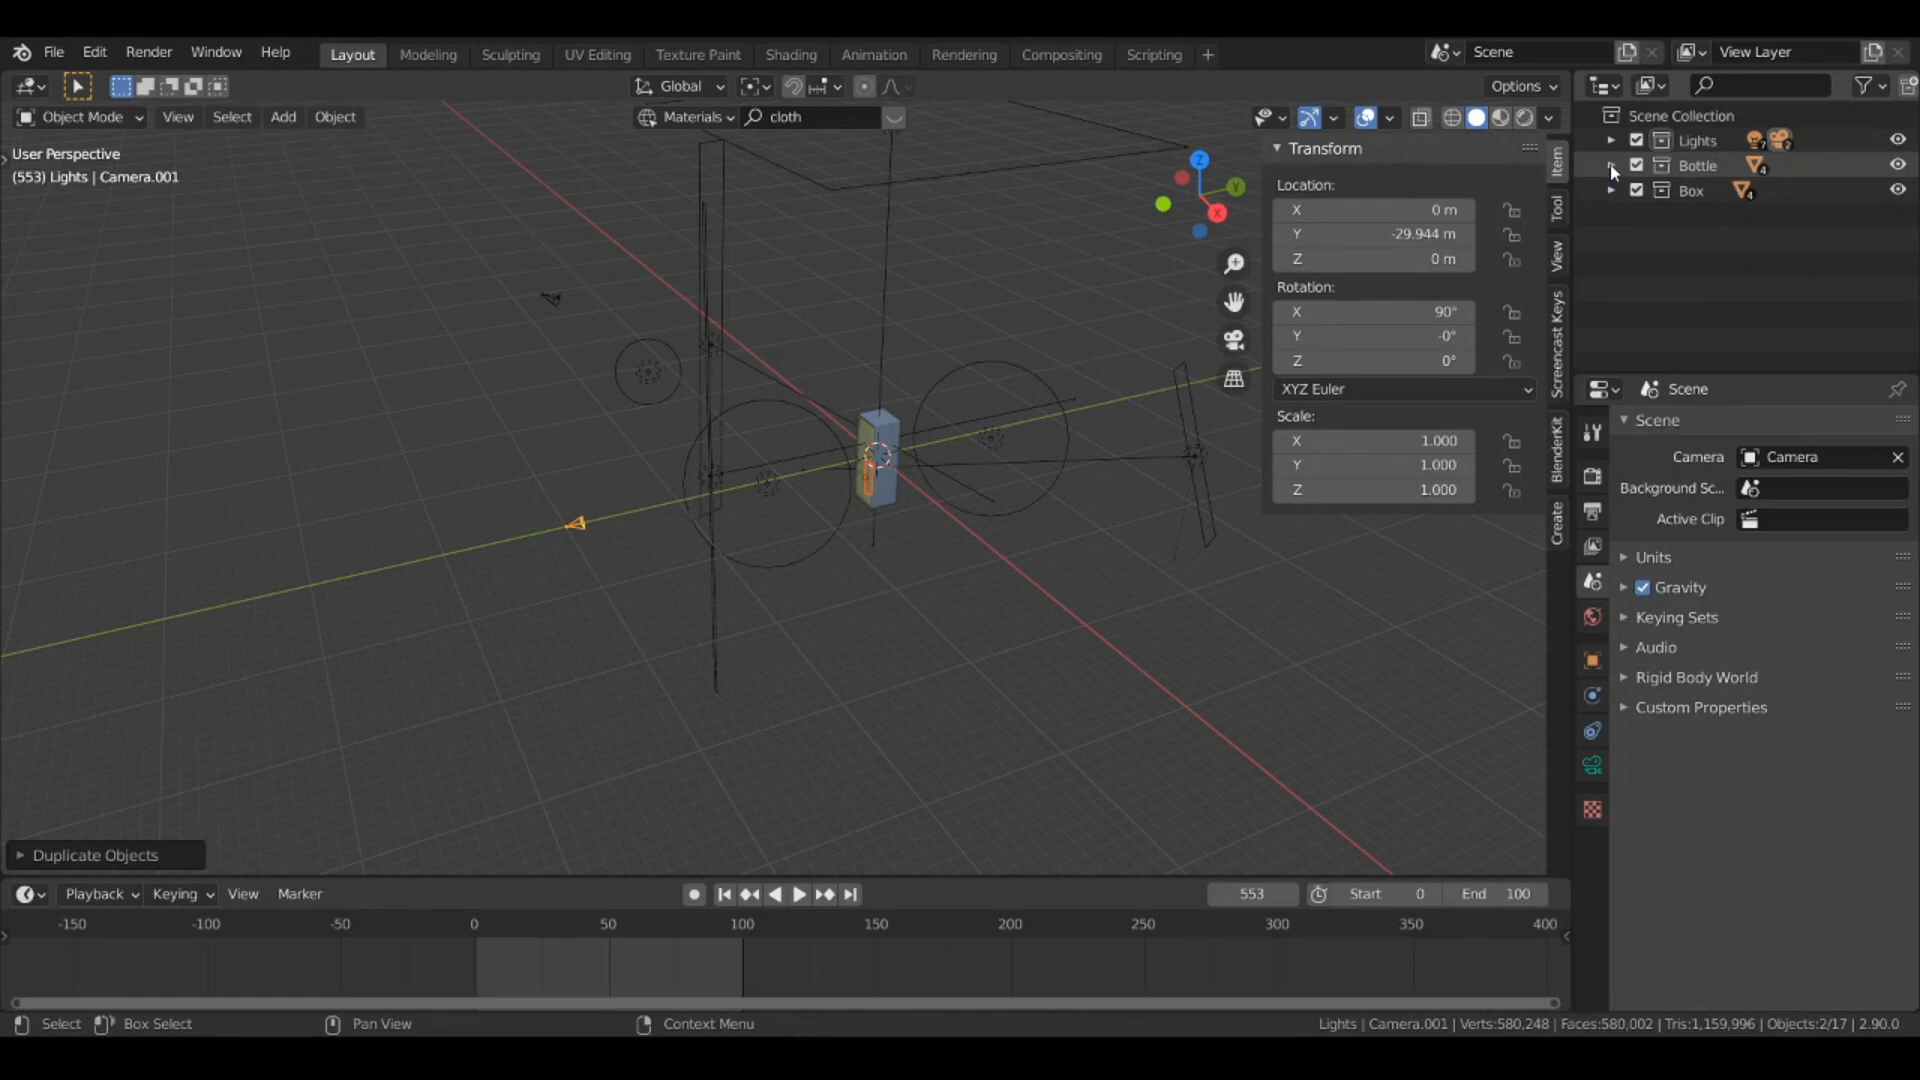 File Edit Render Window Help Layout Modeling Sculpting UV Editing Texture Paint Shading Animation Rendering Compositing Scripting + Scene View Layer
Global Options
Object Mode View Select Add Object Materials cloth
User Perspective
(553) Lights | Camera.001
Z
Y
X
Transform
Location:
X 0 m
Y -29.944 m
Z 0 m
Rotation:
X 90°
Y -0°
Z 0°
XYZ Euler
Scale:
X 1.000
Y 1.000
Z 1.000
Item
Tool
View
Screencast Keys
BlenderKit
Create
Scene Collection
Lights 7 2
Bottle 4
Box 4
Scene
Scene
Camera Camera
Background Sc...
Active Clip
Units
Gravity
Keying Sets
Audio
Rigid Body World
Custom Properties
Duplicate Objects
Playback Keying View Marker 553 Start 0 End 100
-150 -100 -50 0 50 100 150 200 250 300 350 400
Select Box Select Pan View Context Menu Lights | Camera.001 | Verts:580,248 | Faces:580,002 | Tris:1,159,996 | Objects:2/17 | 2.90.0